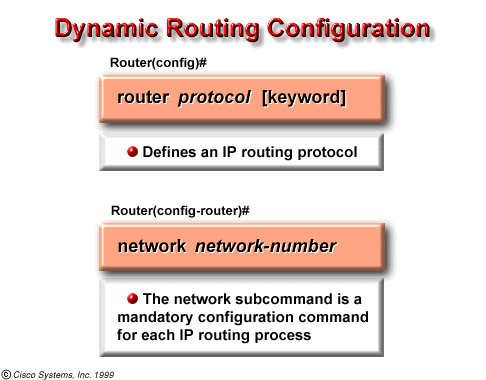 Dynamic Routing Configuration
Router(config)#
router protocol [keyword]
Defines an IP routing protocol
Router(config-router)#
network network-number
The network subcommand is a
mandatory configuration command
for each IP routing process
© Cisco Systems, Inc. 1999